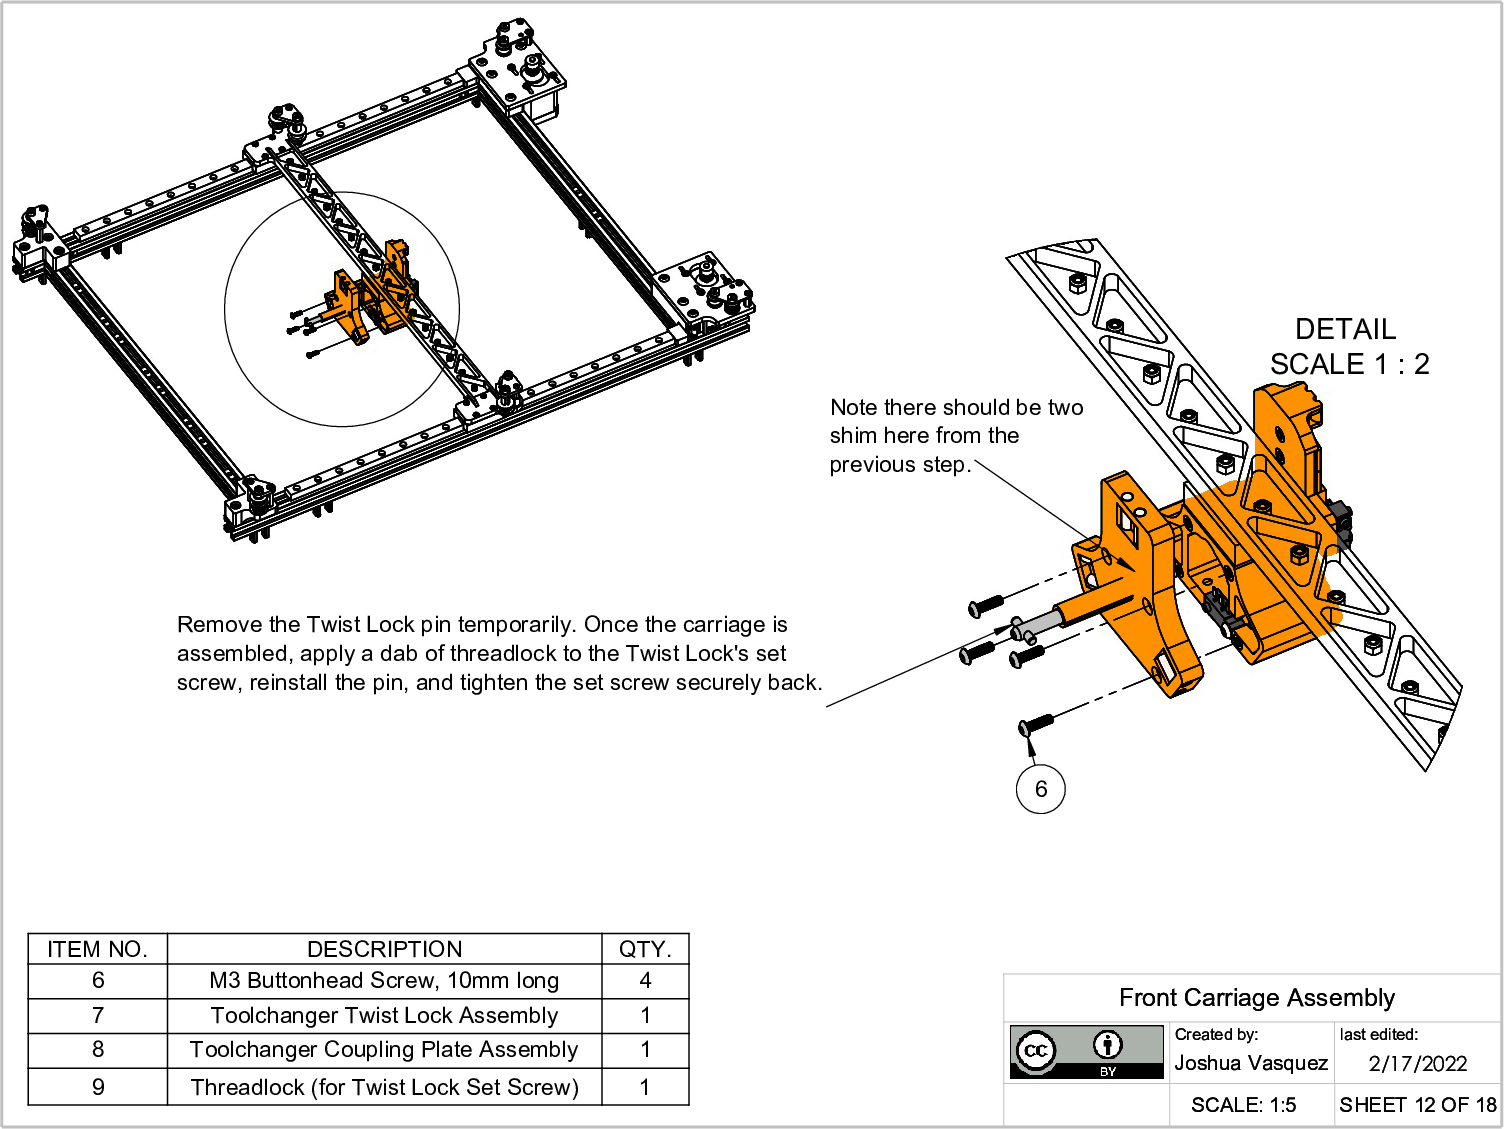 DETAIL
SCALE 1 : 2
Note there should be two
shim here from the
previous step.
Remove the Twist Lock pin temporarily. Once the carriage is
assembled, apply a dab of threadlock to the Twist Lock's set
screw, reinstall the pin, and tighten the set screw securely back.
6
ITEM NO. DESCRIPTION QTY.
6 M3 Buttonhead Screw, 10mm long 4
7 Toolchanger Twist Lock Assembly 1
8 Toolchanger Coupling Plate Assembly 1
9 Threadlock (for Twist Lock Set Screw) 1
Front Carriage Assembly
cc
BY
Created by:
Joshua Vasquez
last edited:
2/17/2022
SCALE: 1:5
SHEET 12 OF 18